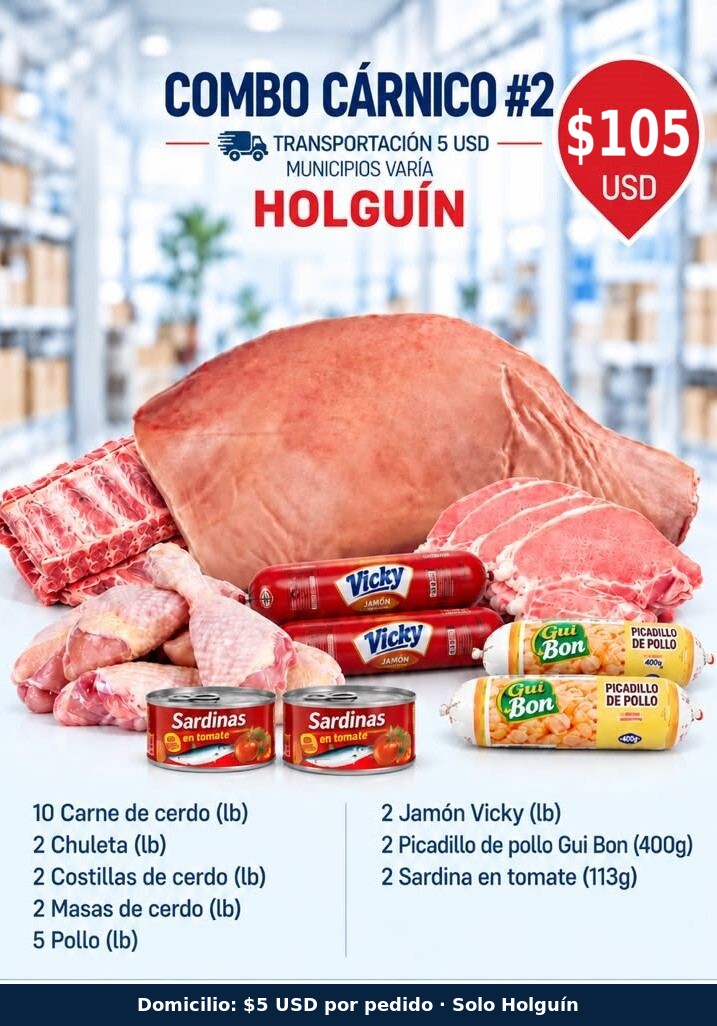 COMBO CÁRNICO #2
$105
USD
TRANSPORTACIÓN 5 USD
MUNICIPIOS VARÍA
HOLGUÍN
Vicky
JAMÓN
Vicky
JAMÓN
Gui
Bon
PICADILLO
DE POLLO
400g
Gui
Bon
PICADILLO
DE POLLO
400g
Sardinas
en tomate
Sardinas
en tomate
10 Carne de cerdo (lb)
2 Chuleta (lb)
2 Costillas de cerdo (lb)
2 Masas de cerdo (lb)
5 Pollo (lb)
2 Jamón Vicky (lb)
2 Picadillo de pollo Gui Bon (400g)
2 Sardina en tomate (113g)
Domicilio: $5 USD por pedido · Solo Holguín